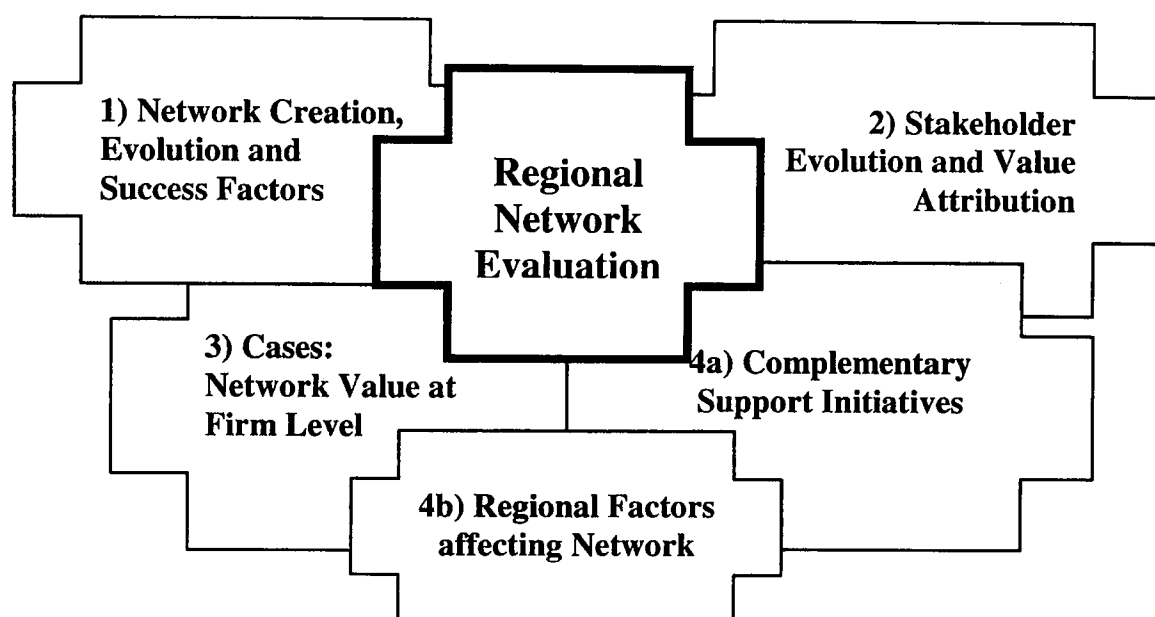 1) Network Creation,
Evolution and
Success Factors
Regional
Network
Evaluation
2) Stakeholder
Evolution and Value
Attribution
3) Cases:
Network Value at
Firm Level
4a) Complementary
Support Initiatives
4b) Regional Factors
affecting Network